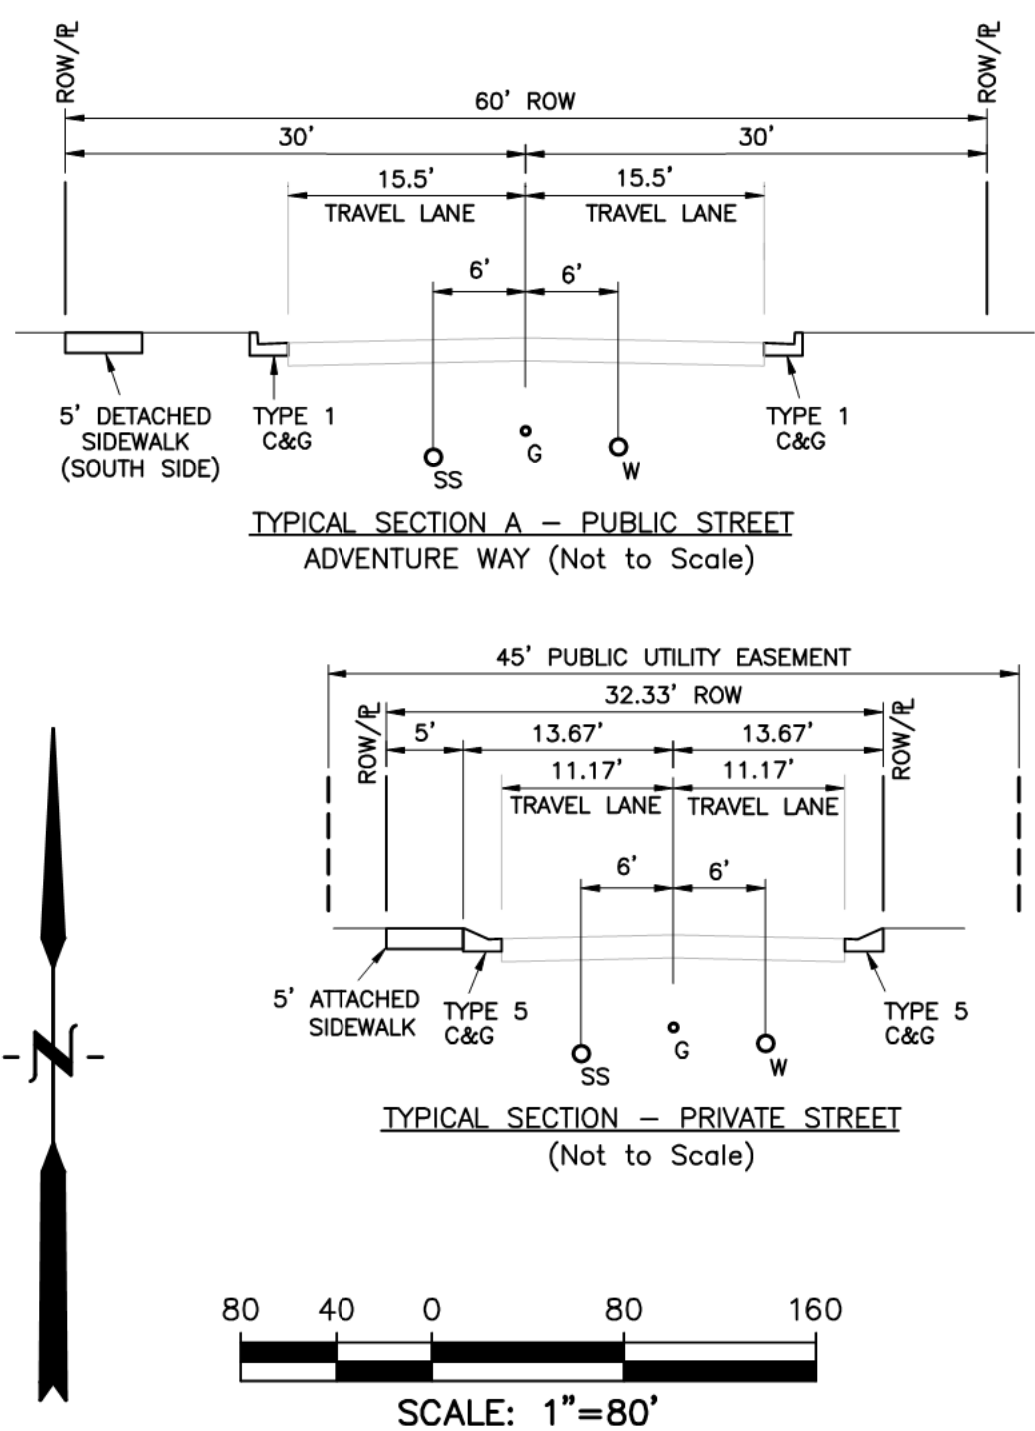 ROW/PL
ROW/PL
60' ROW
30'
30'
15.5'
15.5'
TRAVEL LANE
TRAVEL LANE
6'
6'
5' DETACHED
SIDEWALK
(SOUTH SIDE)
TYPE 1
C&G
SS
G
W
TYPE 1
C&G
TYPICAL SECTION A – PUBLIC STREET
ADVENTURE WAY (Not to Scale)
45' PUBLIC UTILITY EASEMENT
32.33' ROW
ROW/PL
ROW/PL
5'
13.67'
13.67'
11.17'
11.17'
TRAVEL LANE
TRAVEL LANE
6'
6'
5' ATTACHED
SIDEWALK
TYPE 5
C&G
SS
G
W
TYPE 5
C&G
TYPICAL SECTION – PRIVATE STREET
(Not to Scale)
N
80 40 0 80 160
SCALE: 1"=80'